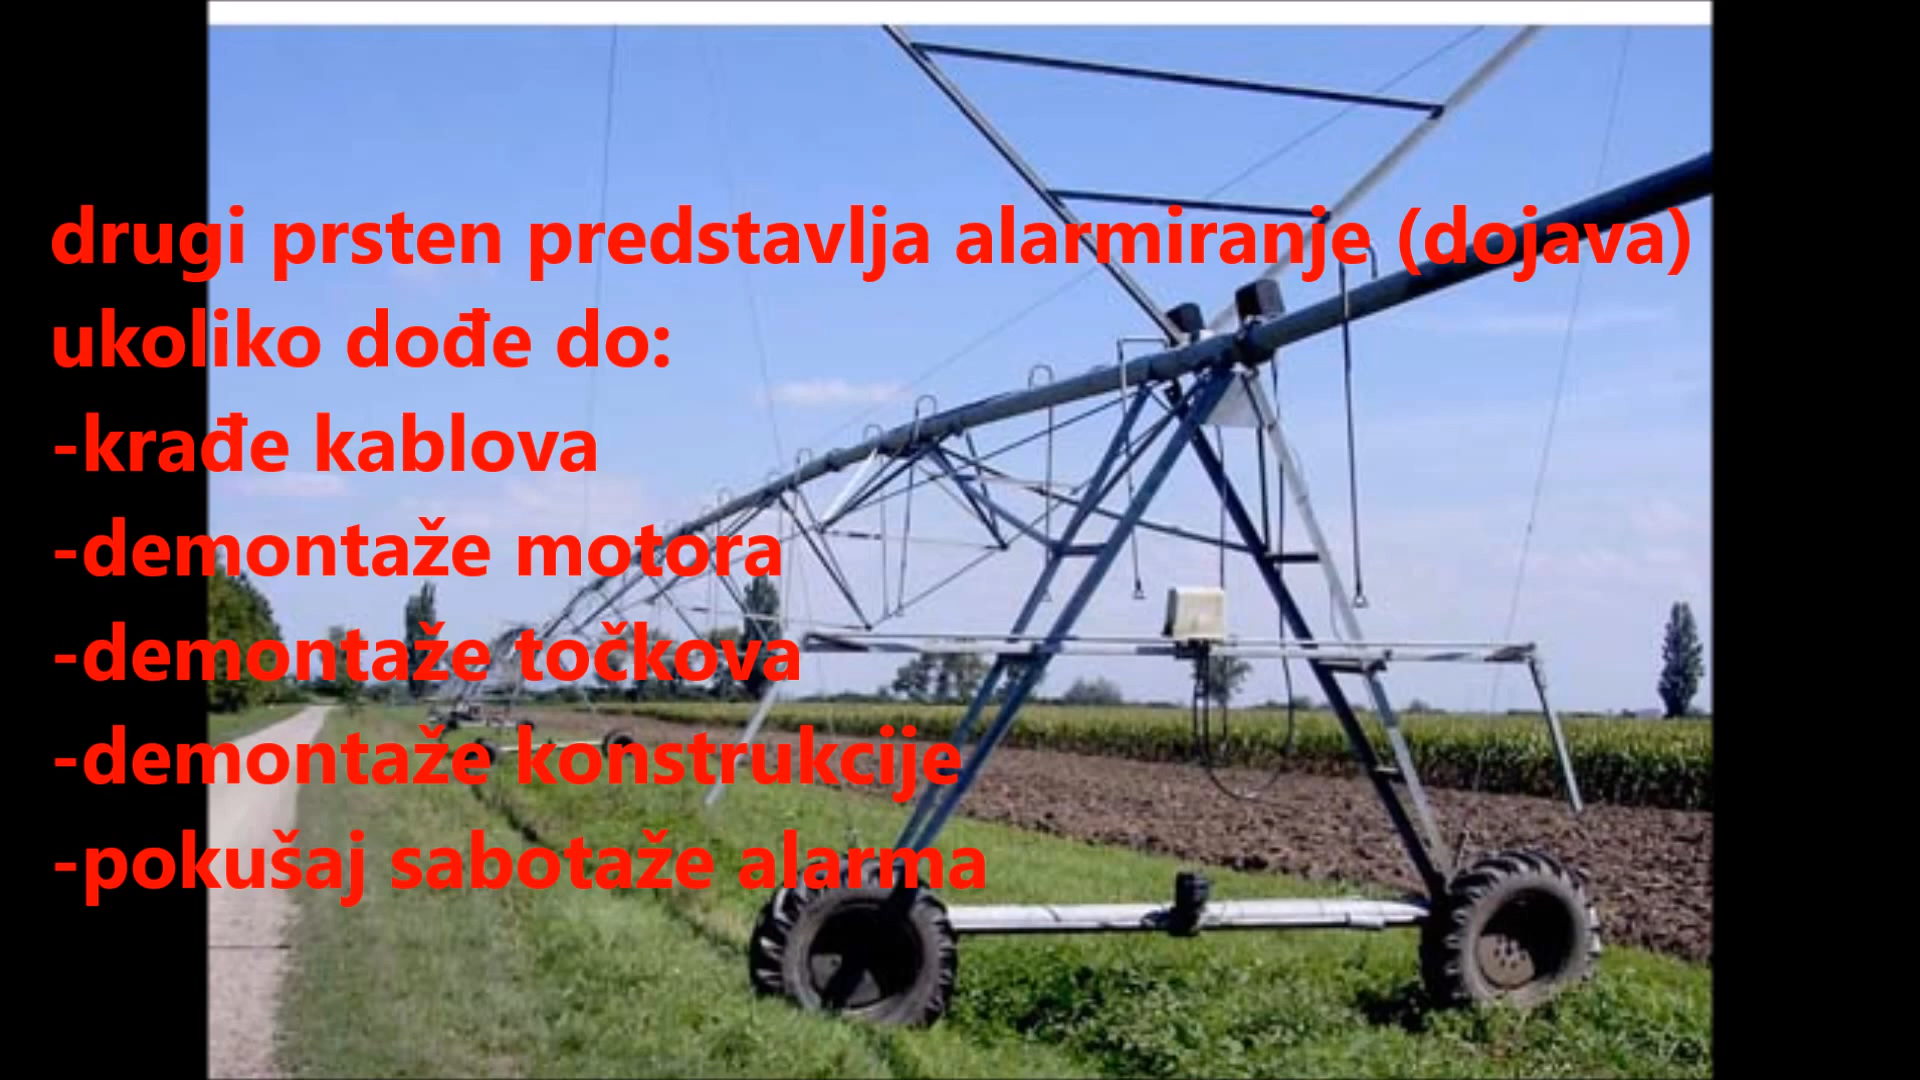 drugi prsten predstavlja alarmiranje (dojava)
ukoliko dođe do:
-krađe kablova
-demontaže motora
-demontaže točkova
-demontaže konstrukcije
-pokušaj sabotaže alarma